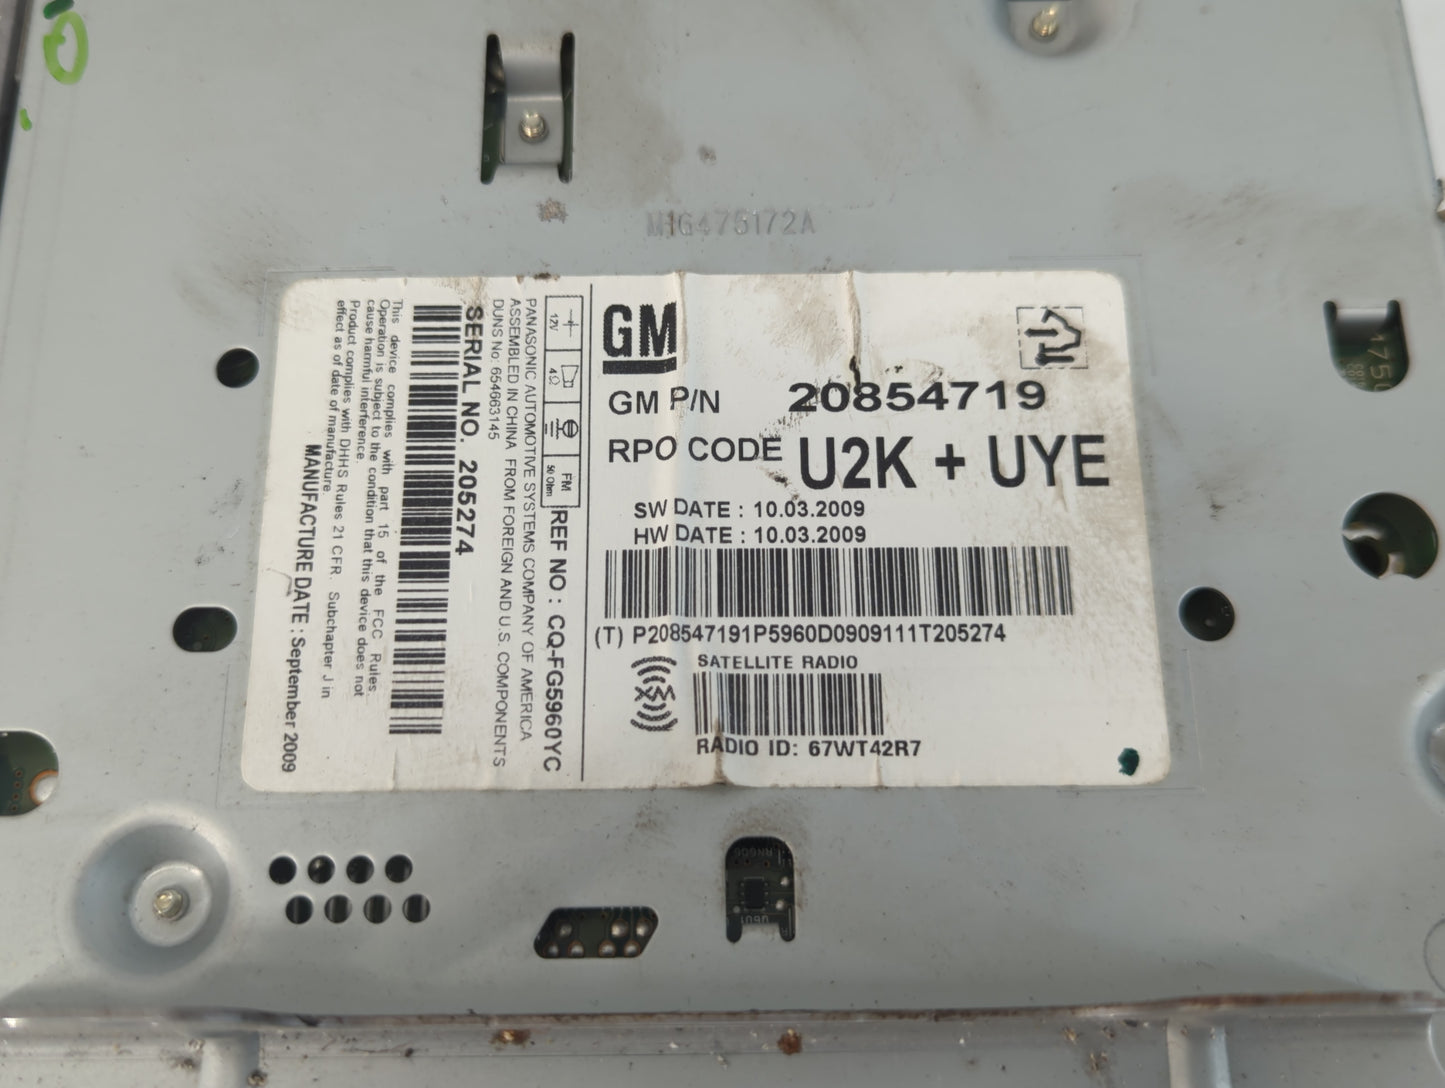 M1G475172A
GM
GM P/N 20854719
RPO CODE U2K + UYE
SW DATE : 10.03.2009
HW DATE : 10.03.2009
(T) P208547191P5960D0909111T205274
XM
SATELLITE RADIO
RADIO ID: 67WT42R7
12V
4Ω
FM
50 Ohm
REF NO : CQ-FG5960YC
PANASONIC AUTOMOTIVE SYSTEMS COMPANY OF AMERICA
ASSEMBLED IN CHINA FROM FOREIGN AND U.S. COMPONENTS
DUNS No: 654663145
SERIAL NO. 205274
This device complies with part 15 of the FCC Rules.
Operation is subject to the condition that this device does not
cause harmful interference.
Product complies with DHHS Rules 21 CFR. Subchapter J in
effect as of date of manufacture.
MANUFACTURE DATE : September 2009